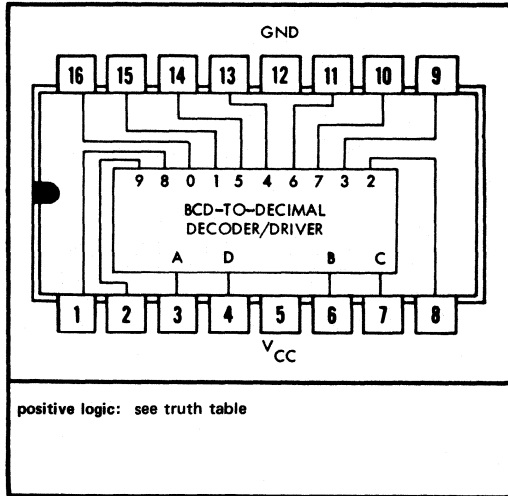 GND
16 15 14 13 12 11 10 9
9 8 0 1 5 4 6 7 3 2
BCD-TO-DECIMAL
DECODER/DRIVER
A D B C
1 2 3 4 5 6 7 8
VCC
positive logic: see truth table